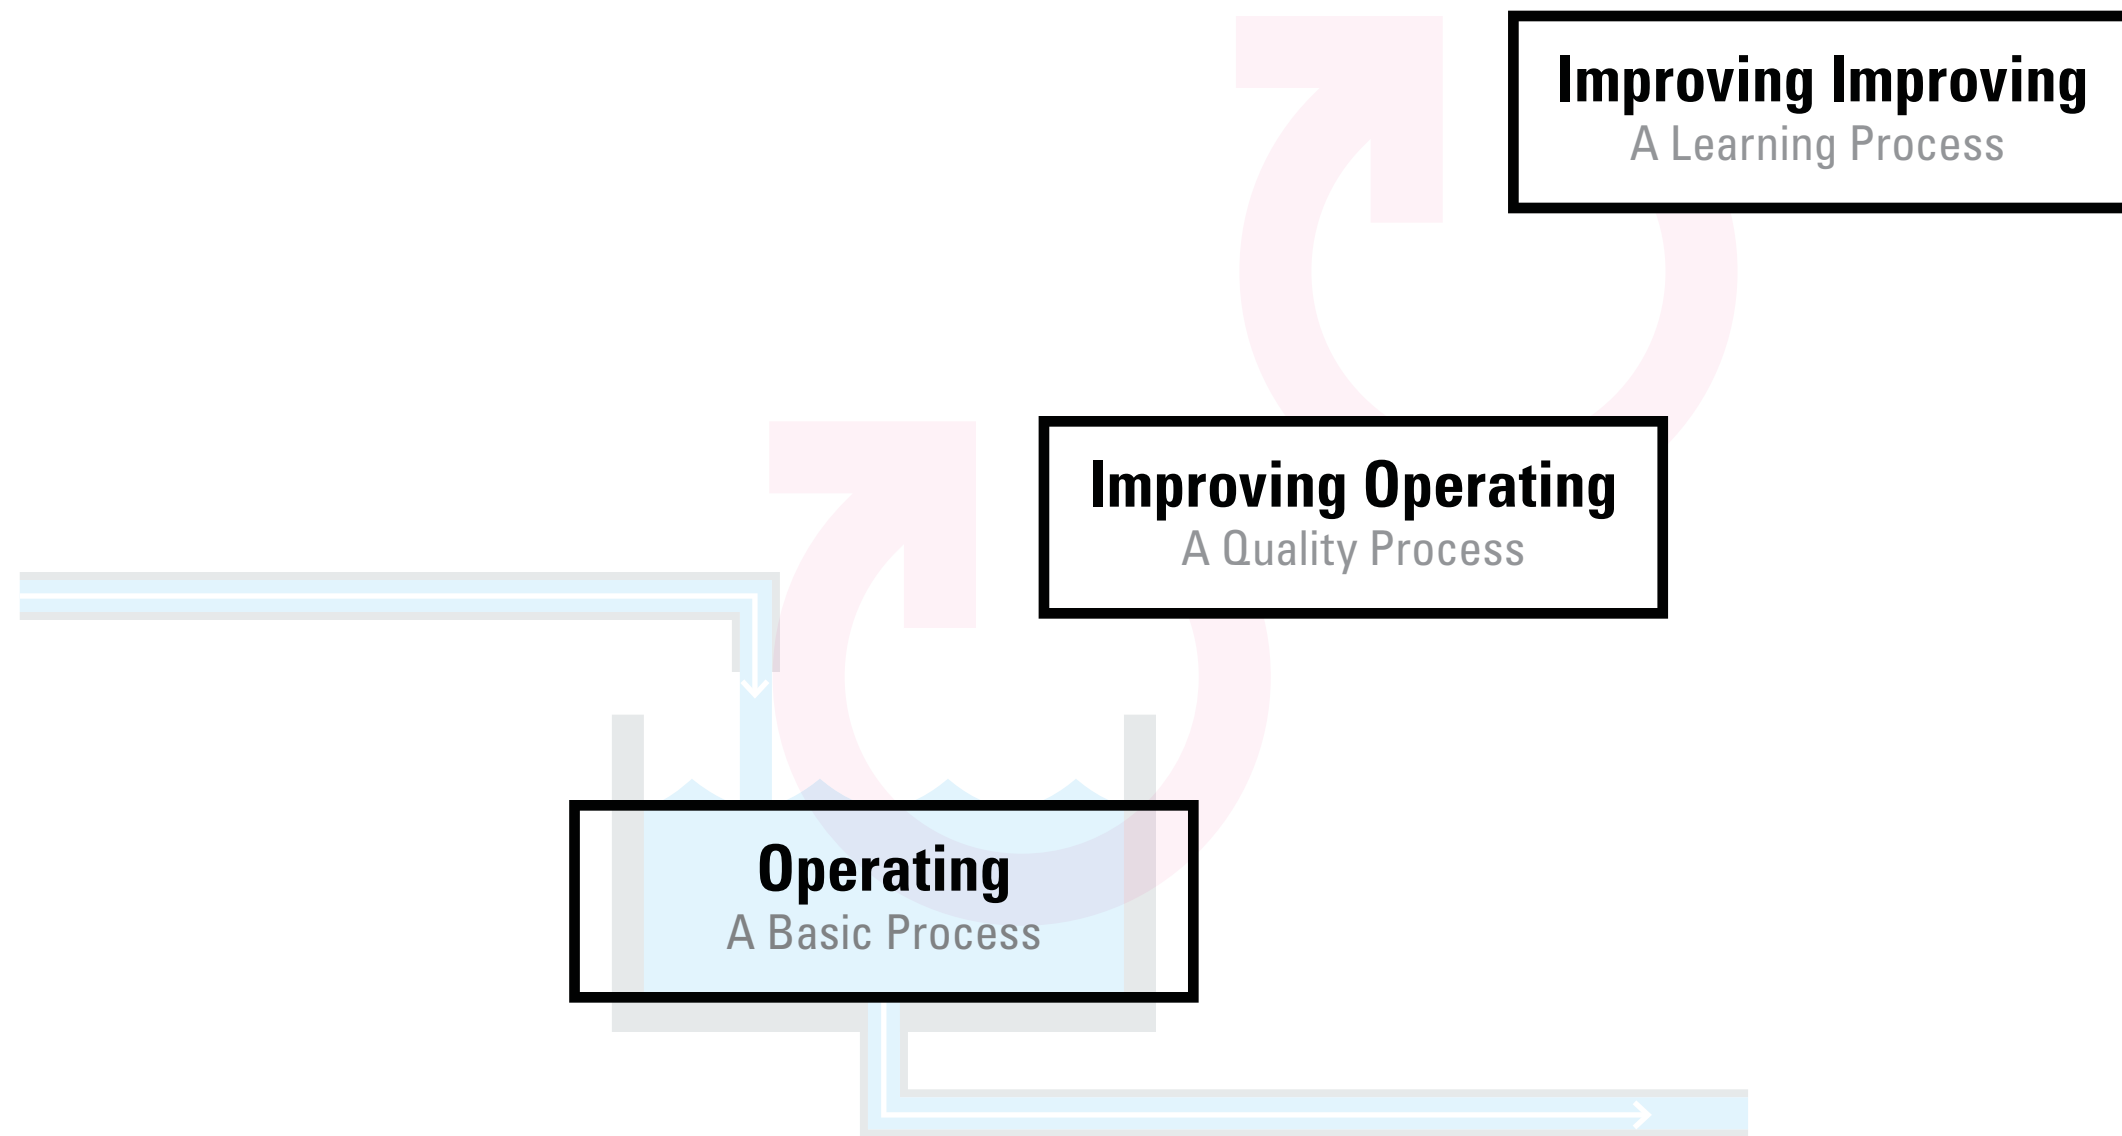 Improving Improving
A Learning Process
Improving Operating
A Quality Process
Operating
A Basic Process